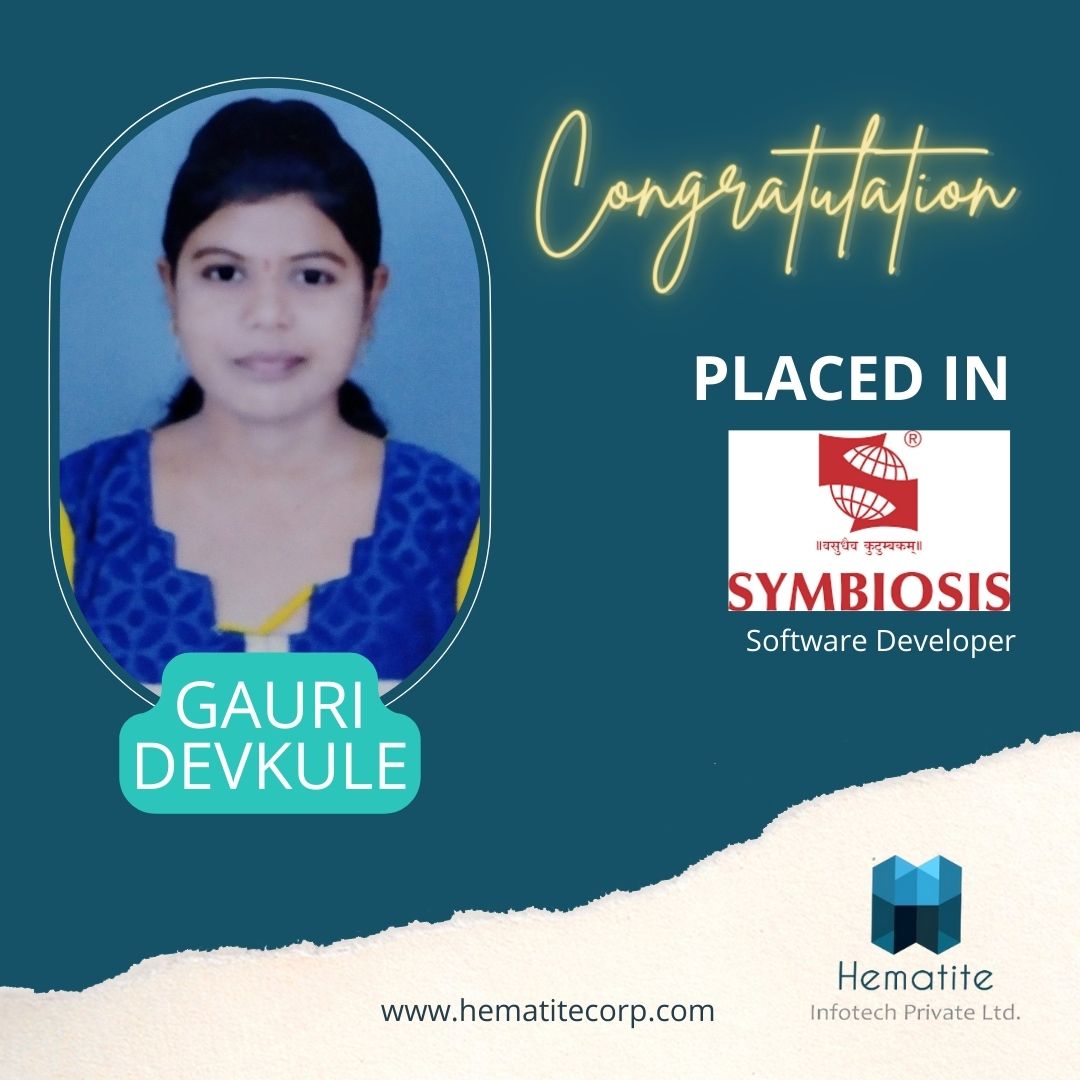 Congratulation
PLACED IN
®
॥वसुधैव कुटुम्बकम्॥
SYMBIOSIS
Software Developer
GAURI
DEVKULE
Hematite
Infotech Private Ltd.
www.hematitecorp.com